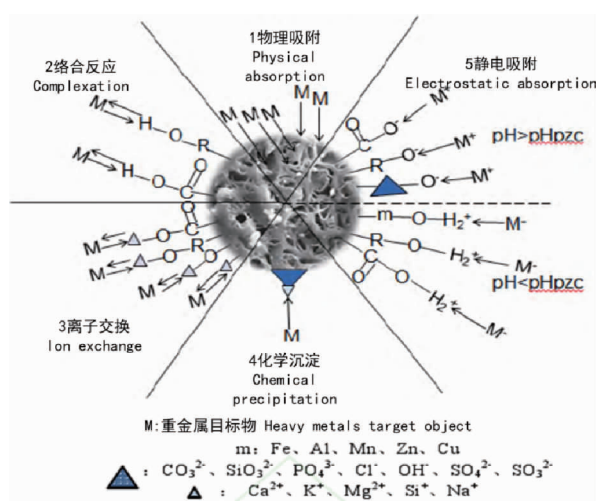 1物理吸附
Physical
absorption
2络合反应
Complexation
5静电吸附
Electrostatic absorption
M M
M M M
M H O R
M H O C O
O C O
M⁺
O C O⁻
R O⁻ M⁺
O⁻ M⁺
pH>pHpzc
m O H₂⁺ M-
R O H₂⁺ M-
C O O H₂⁺ M-
pH<pHpzc
M O
M R O
M O
M
3离子交换
Ion exchange
M
4化学沉淀
Chemical
precipitation
M:重金属目标物 Heavy metals target object
m: Fe、Al、Mn、Zn、Cu
: CO₃²⁻、SiO₃²⁻、PO₄³⁻、Cl⁻、OH⁻、SO₄²⁻、SO₃²⁻
: Ca²⁺、K⁺、Mg²⁺、Si⁺、Na⁺